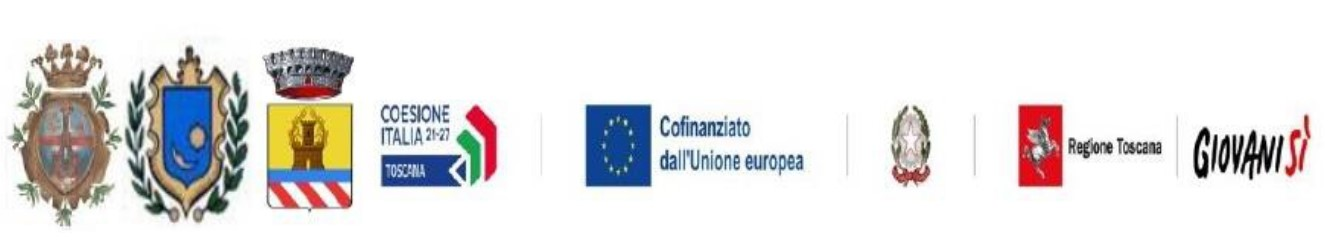 COESIONE
ITALIA 21-27
TOSCANA
Cofinanziato
dall'Unione europea
Regione Toscana
GIOVANISÌ